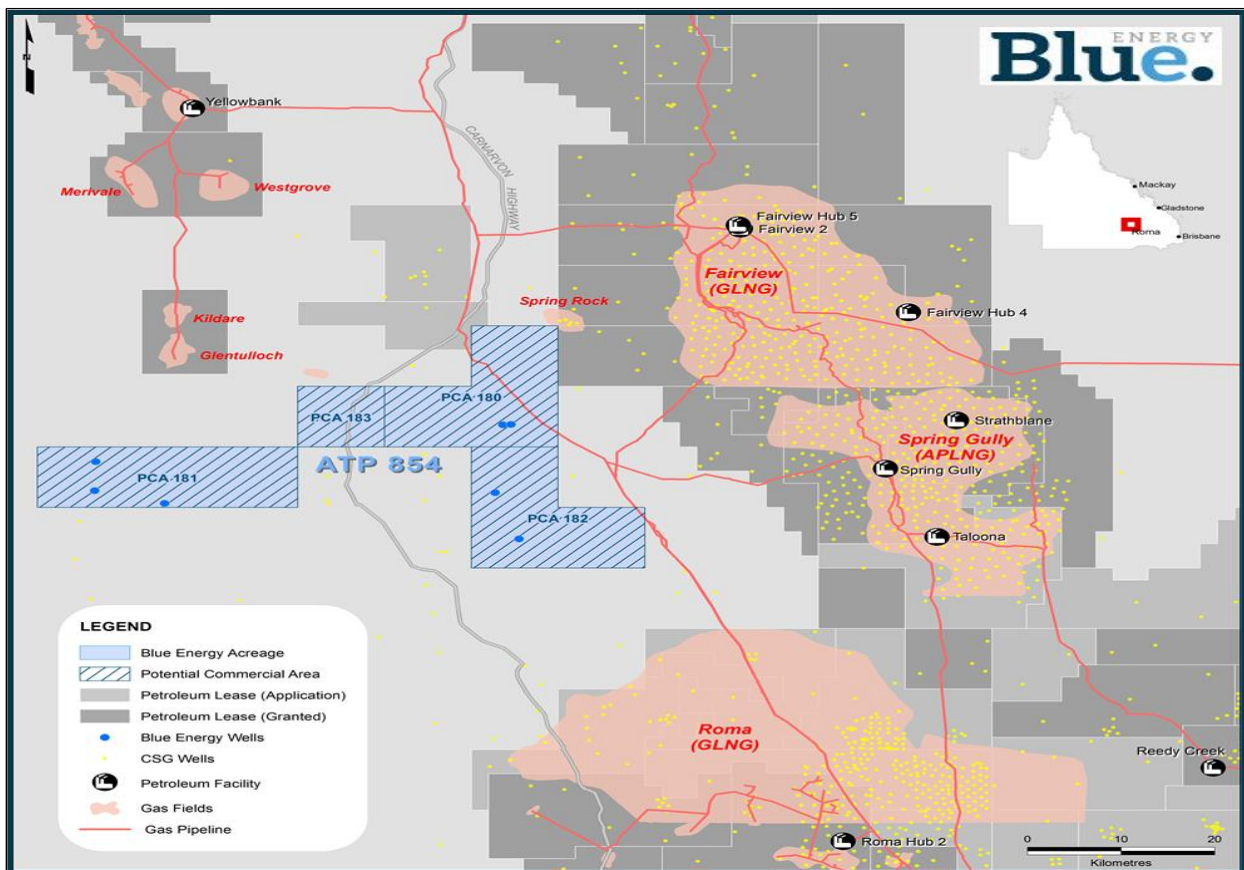 ENERGY
Blue.
N
Yellowbank
CARNARVON HIGHWAY
Merivale
Westgrove
Mackay
Gladstone
Roma
Brisbane
Fairview Hub 5
Fairview 2
Fairview
(GLNG)
Spring Rock
Fairview Hub 4
Kildare
Glentulloch
PCA 183
PCA 180
Strathblane
Spring Gully
(APLNG)
ATP 854
Spring Gully
PCA 181
PCA 182
Taloona
LEGEND
Blue Energy Acreage
Potential Commercial Area
Petroleum Lease (Application)
Petroleum Lease (Granted)
Blue Energy Wells
CSG Wells
Petroleum Facility
Gas Fields
Gas Pipeline
Roma
(GLNG)
Reedy Creek
Roma Hub 2
0 10 20
Kilometres